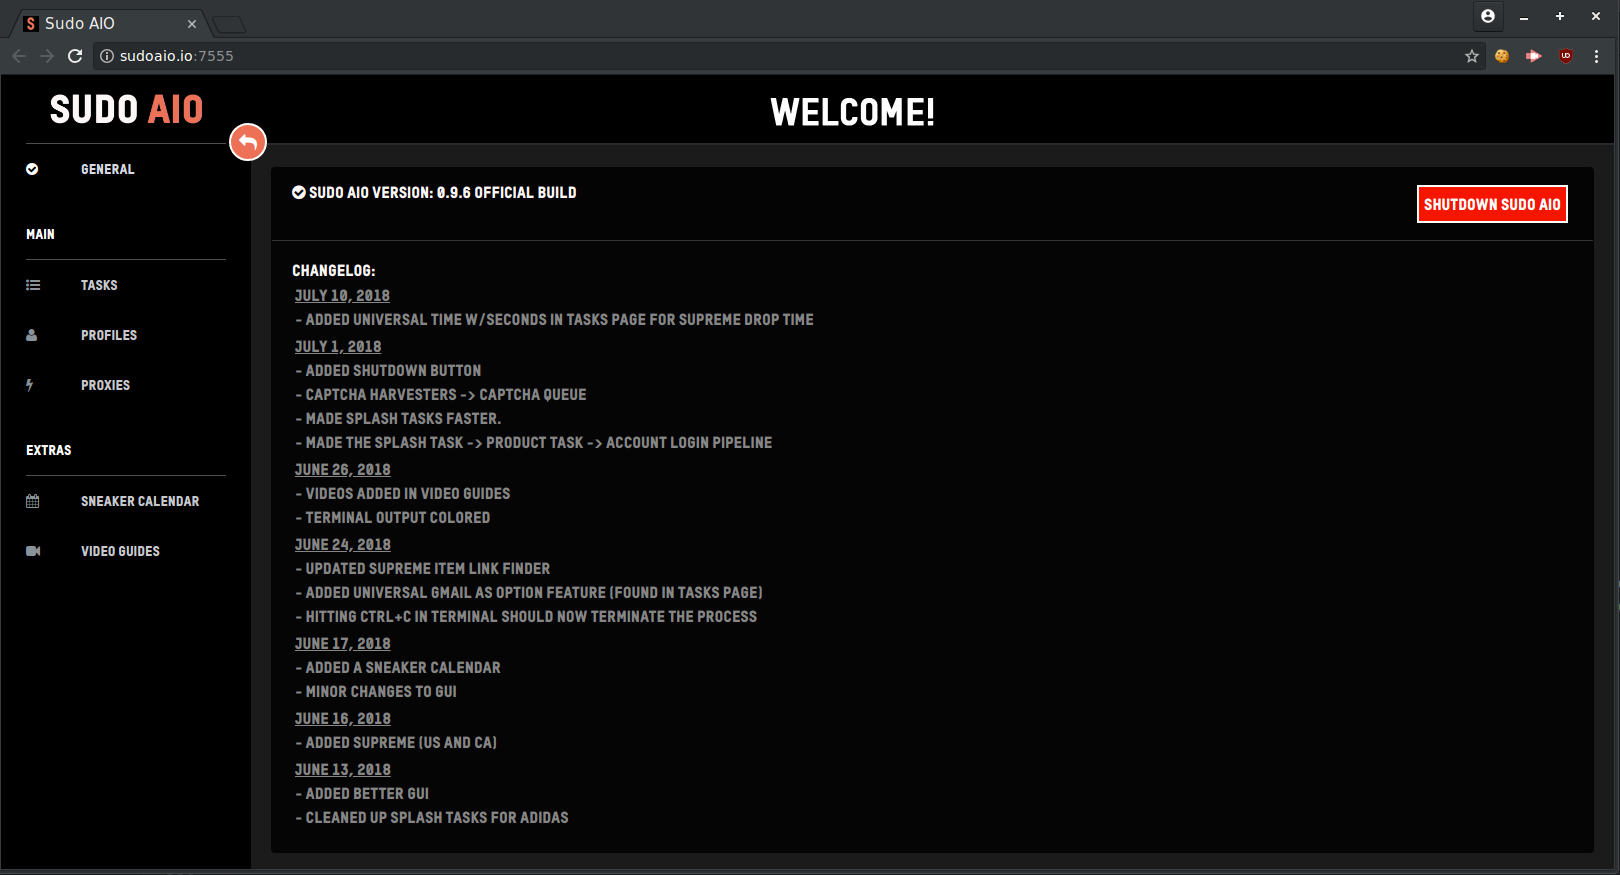 Sudo AIO
sudoaio.io:7555
SUDO AIO
WELCOME!
GENERAL
MAIN
TASKS
PROFILES
PROXIES
EXTRAS
SNEAKER CALENDAR
VIDEO GUIDES
SUDO AIO VERSION: 0.9.6 OFFICIAL BUILD
SHUTDOWN SUDO AIO
CHANGELOG:
JULY 10, 2018
- ADDED UNIVERSAL TIME W/SECONDS IN TASKS PAGE FOR SUPREME DROP TIME
JULY 1, 2018
- ADDED SHUTDOWN BUTTON
- CAPTCHA HARVESTERS -> CAPTCHA QUEUE
- MADE SPLASH TASKS FASTER.
- MADE THE SPLASH TASK -> PRODUCT TASK -> ACCOUNT LOGIN PIPELINE
JUNE 26, 2018
- VIDEOS ADDED IN VIDEO GUIDES
- TERMINAL OUTPUT COLORED
JUNE 24, 2018
- UPDATED SUPREME ITEM LINK FINDER
- ADDED UNIVERSAL GMAIL AS OPTION FEATURE (FOUND IN TASKS PAGE)
- HITTING CTRL+C IN TERMINAL SHOULD NOW TERMINATE THE PROCESS
JUNE 17, 2018
- ADDED A SNEAKER CALENDAR
- MINOR CHANGES TO GUI
JUNE 16, 2018
- ADDED SUPREME (US AND CA)
JUNE 13, 2018
- ADDED BETTER GUI
- CLEANED UP SPLASH TASKS FOR ADIDAS